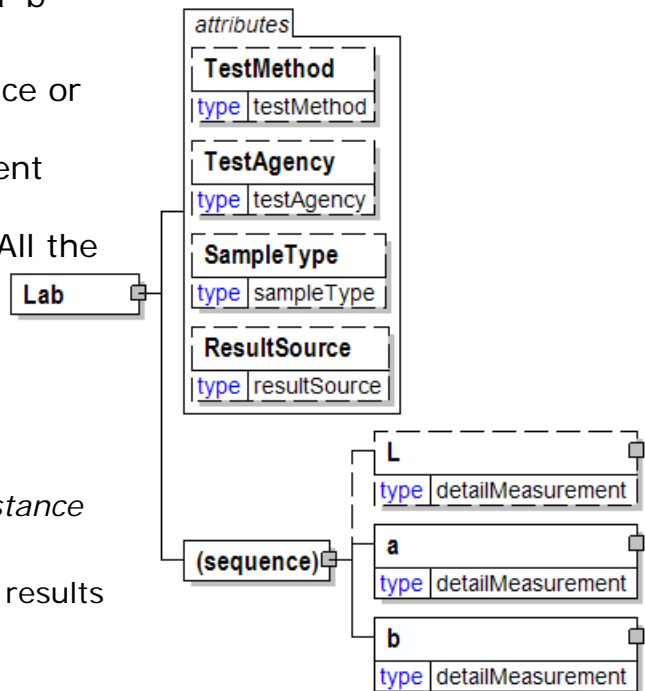 b
attributes
TestMethod
type testMethod
ce or
TestAgency
ent
type testAgency
All the
SampleType
Lab
type sampleType
ResultSource
type resultSource
L
type detailMeasurement
stance
a
(sequence)
type detailMeasurement
results
b
type detailMeasurement